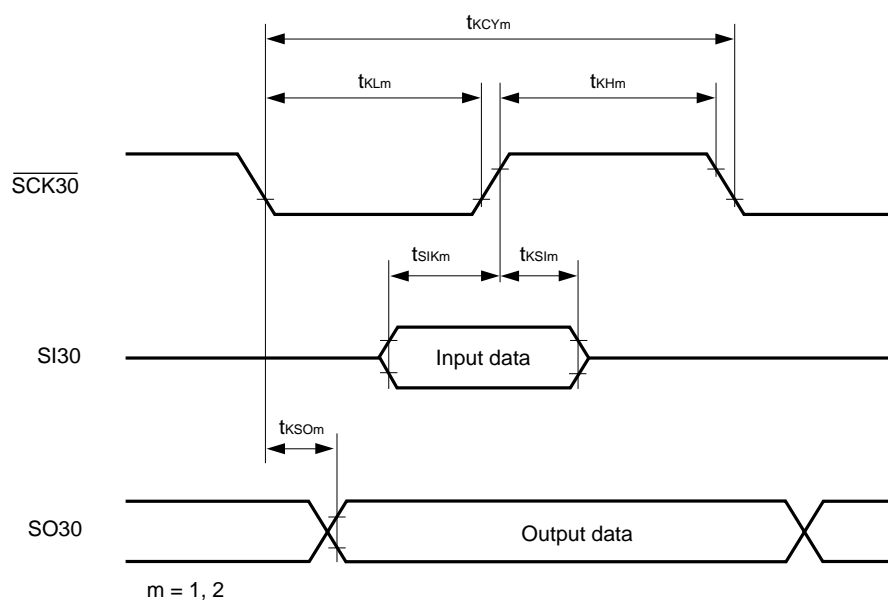 tKCYm
tKLm
tKHm
SCK30
tSIKm
tKSIm
SI30
Input data
tKSOm
SO30
Output data
m = 1, 2